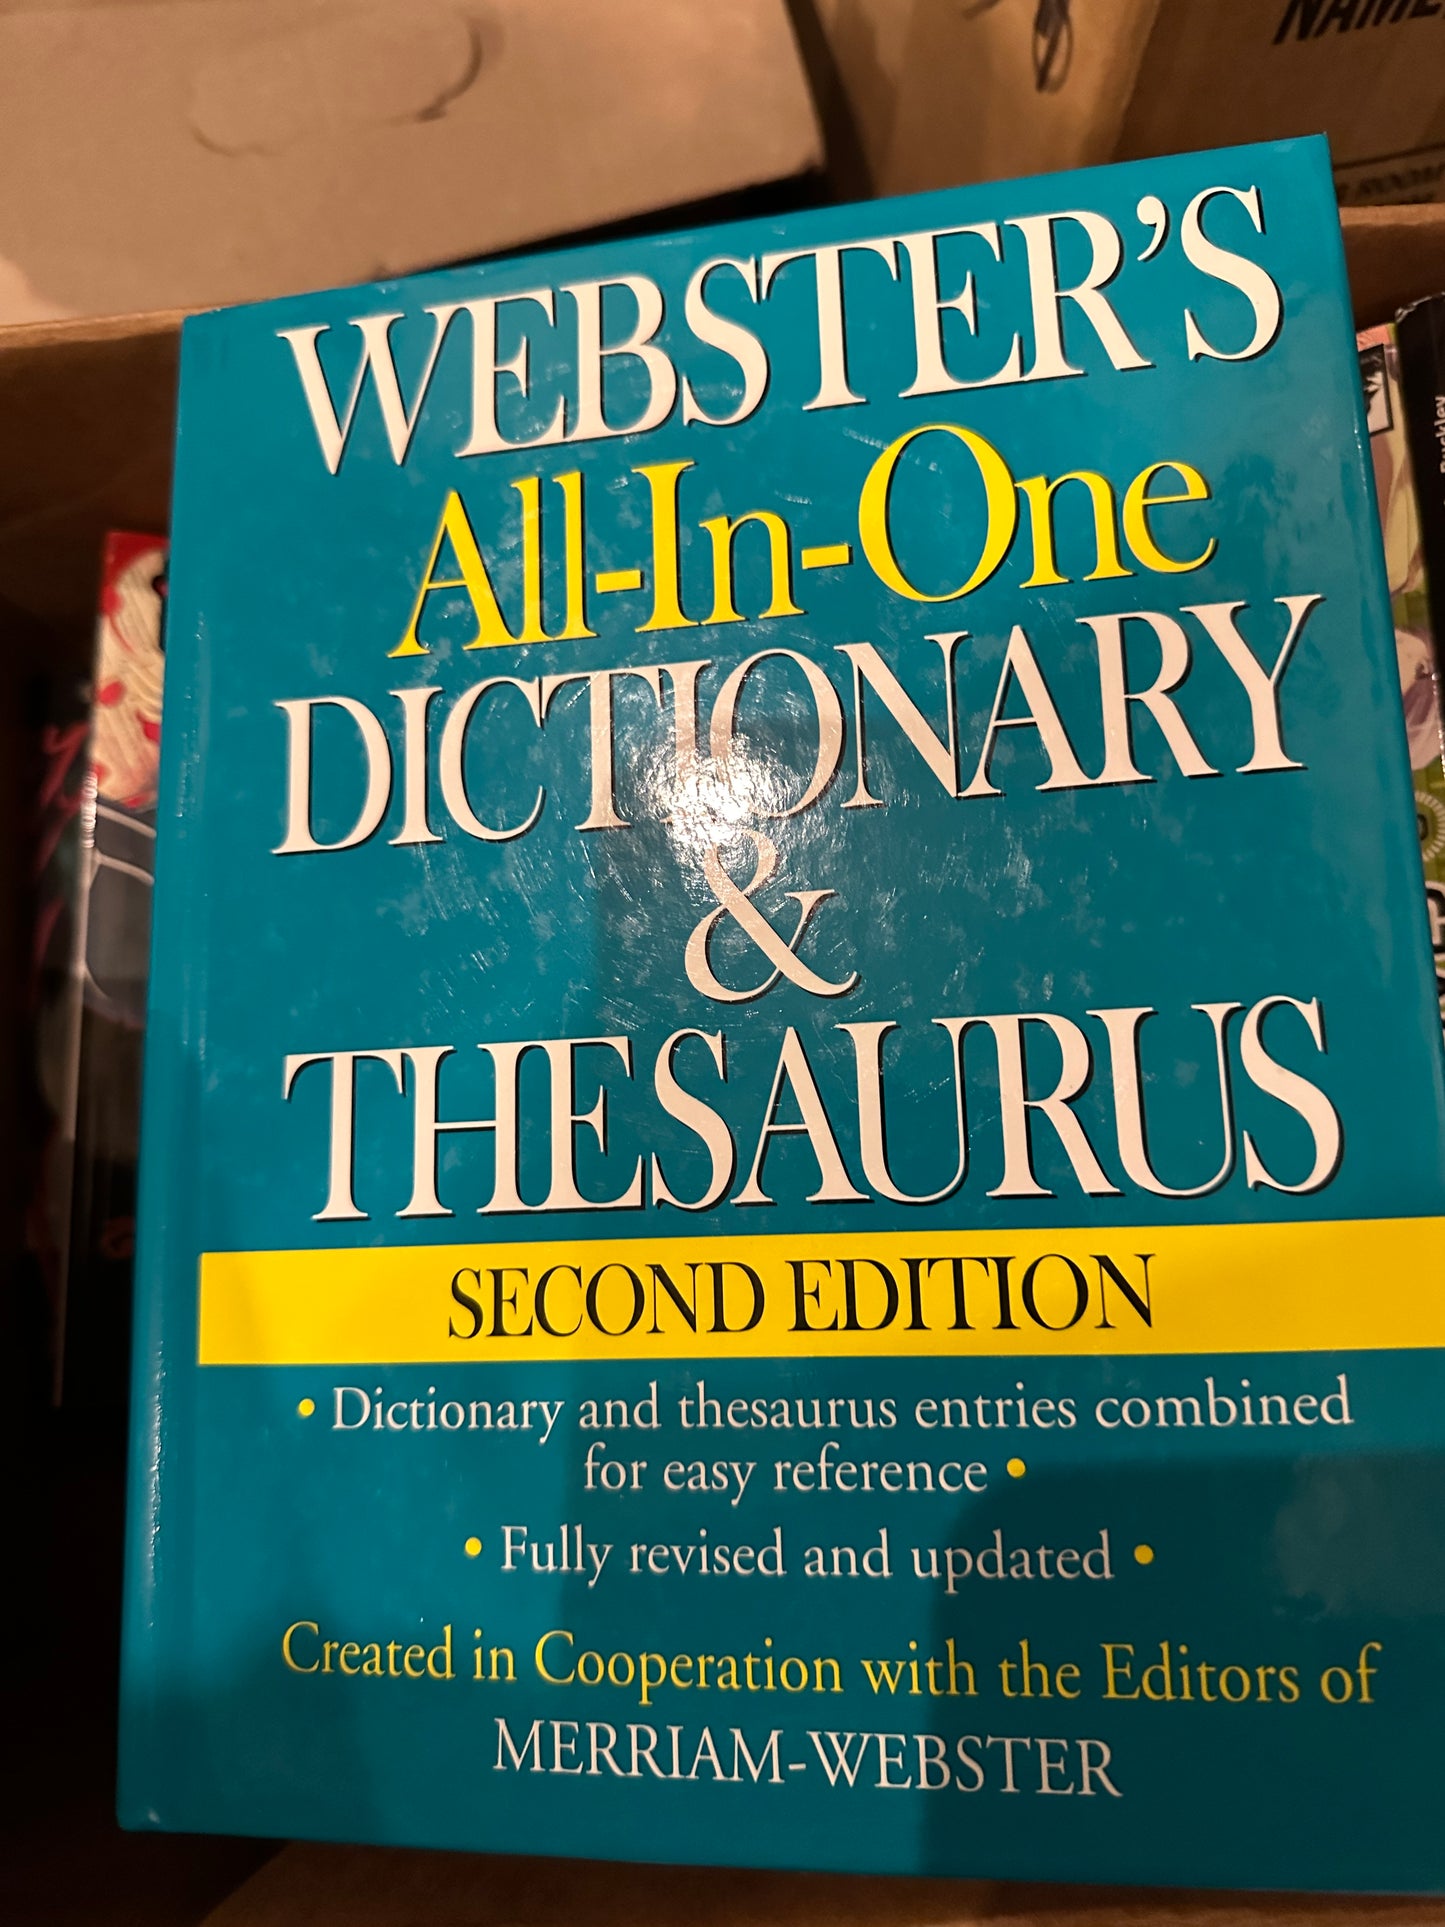 NAME
WEBSTER'S
All-In-One
DICTIONARY
&
THESAURUS
SECOND EDITION
• Dictionary and thesaurus entries combined
for easy reference •
• Fully revised and updated •
Created in Cooperation with the Editors of
MERRIAM-WEBSTER